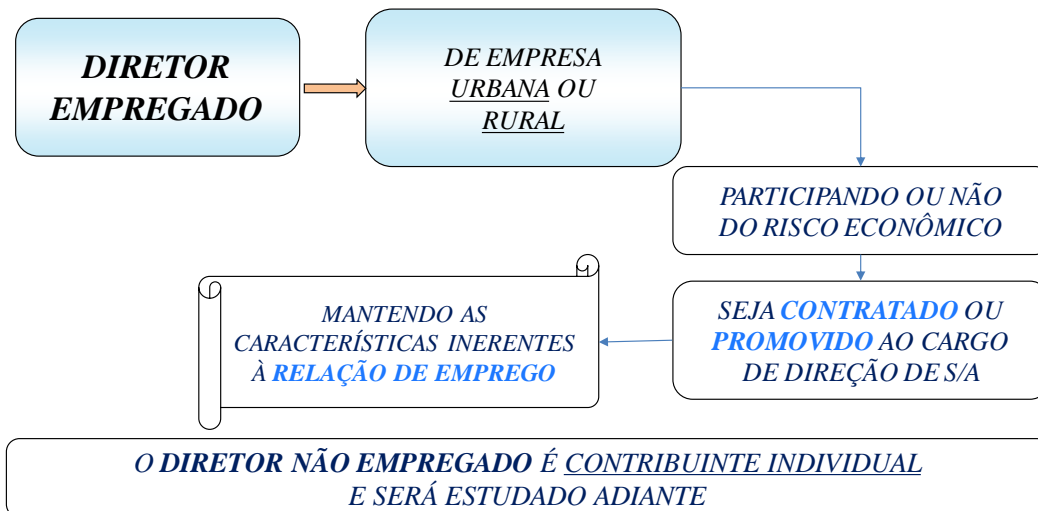 DIRETOR
EMPREGADO
DE EMPRESA
URBANA OU
RURAL
PARTICIPANDO OU NÃO
DO RISCO ECONÔMICO
SEJA CONTRATADO OU
PROMOVIDO AO CARGO
DE DIREÇÃO DE S/A
MANTENDO AS
CARACTERÍSTICAS INERENTES
À RELAÇÃO DE EMPREGO
O DIRETOR NÃO EMPREGADO É CONTRIBUINTE INDIVIDUAL
E SERÁ ESTUDADO ADIANTE